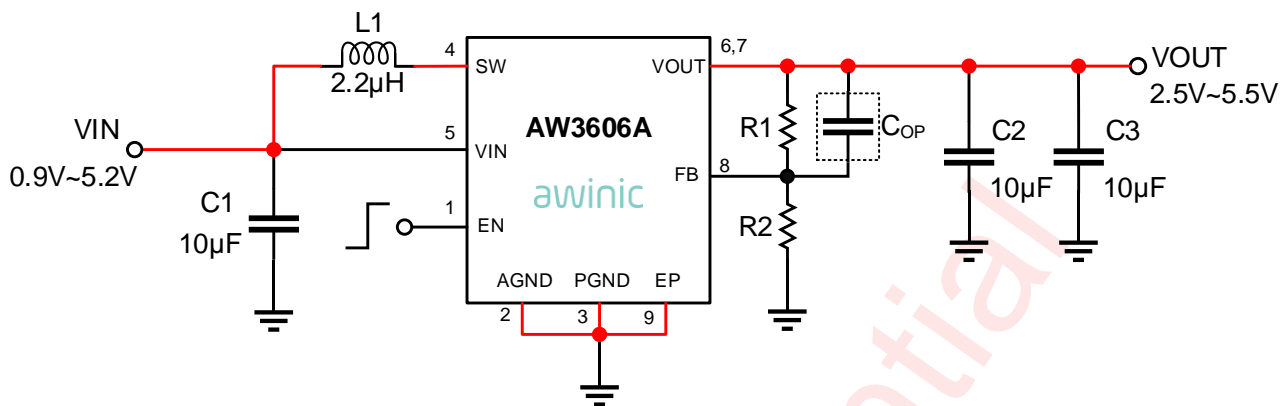 L1
2.2µH
4
SW
VIN
0.9V~5.2V
5
VIN
C1
10µF
1
EN
AW3606A
awinic
AGND
PGND
EP
2
3
9
6,7
VOUT
8
FB
R1
R2
COP
C2
10µF
C3
10µF
VOUT
2.5V~5.5V
ntial